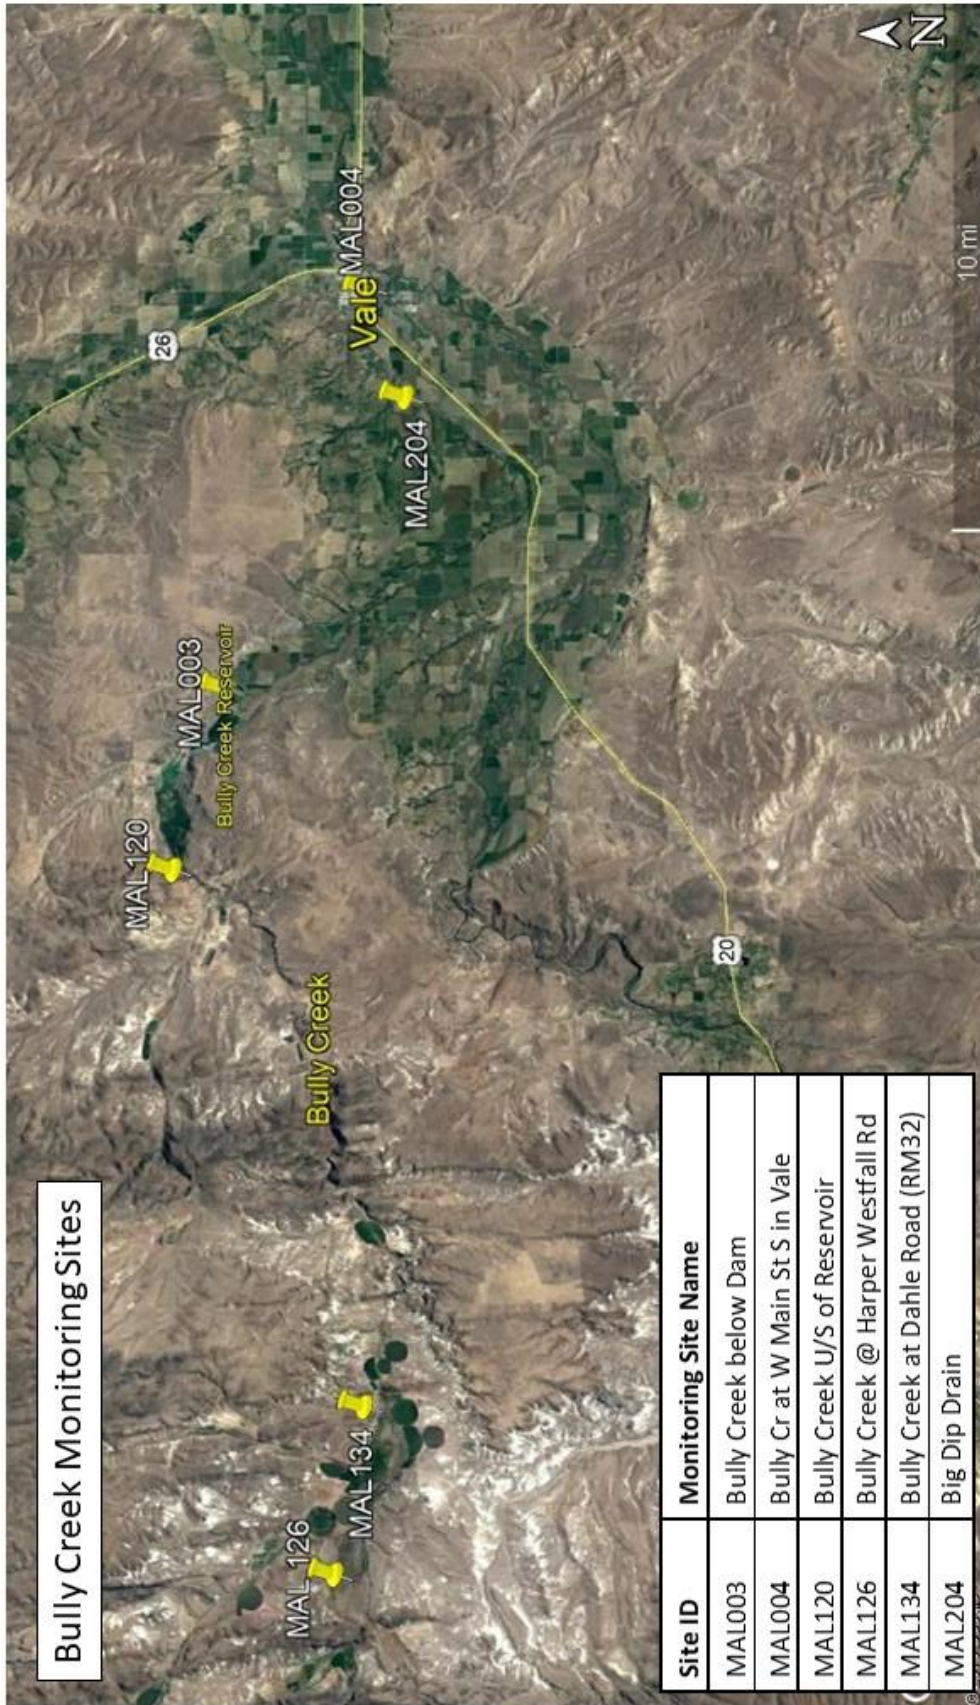 Bully Creek Monitoring Sites
N
26
MAL120
MAL003
Bully Creek Reservoir
MAL004
Vale
MAL204
Bully Creek
MAL 126
MAL134
20
10 mi
Site ID Monitoring Site Name
MAL003 Bully Creek below Dam
MAL004 Bully Cr at W Main St S in Vale
MAL120 Bully Creek U/S of Reservoir
MAL126 Bully Creek @ Harper Westfall Rd
MAL134 Bully Creek at Dahle Road (RM32)
MAL204 Big Dip Drain